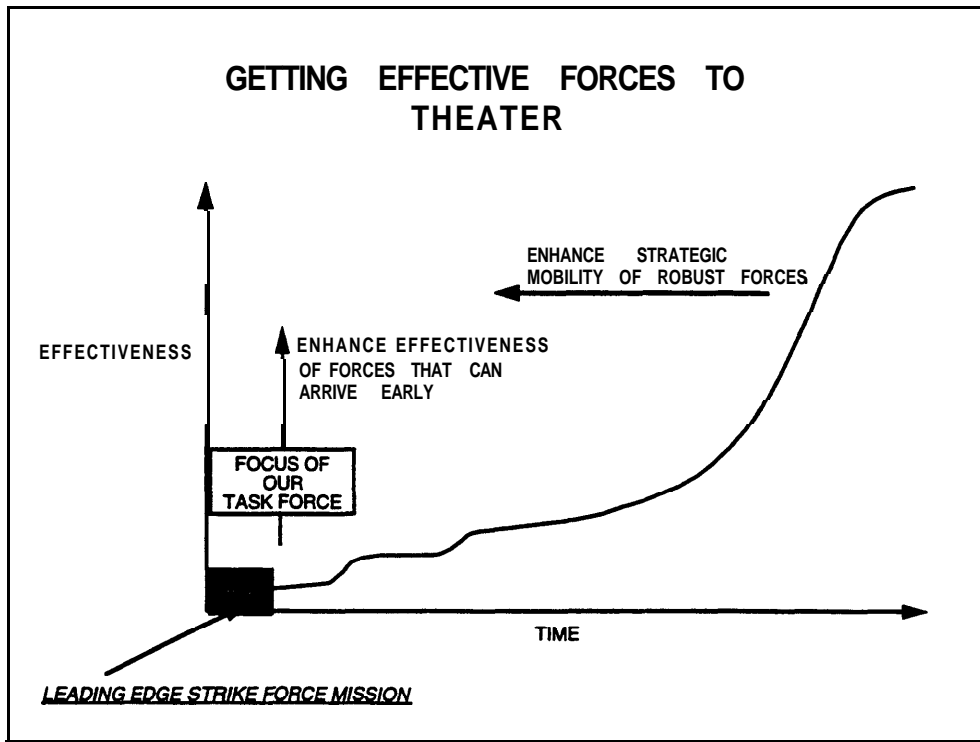 GETTING EFFECTIVE FORCES TO
THEATER
ENHANCE STRATEGIC
MOBILITY OF ROBUST FORCES
EFFECTIVENESS
ENHANCE EFFECTIVENESS
OF FORCES THAT CAN
ARRIVE EARLY
FOCUS OF
OUR
TASK FORCE
TIME
LEADING EDGE STRIKE FORCE MISSION